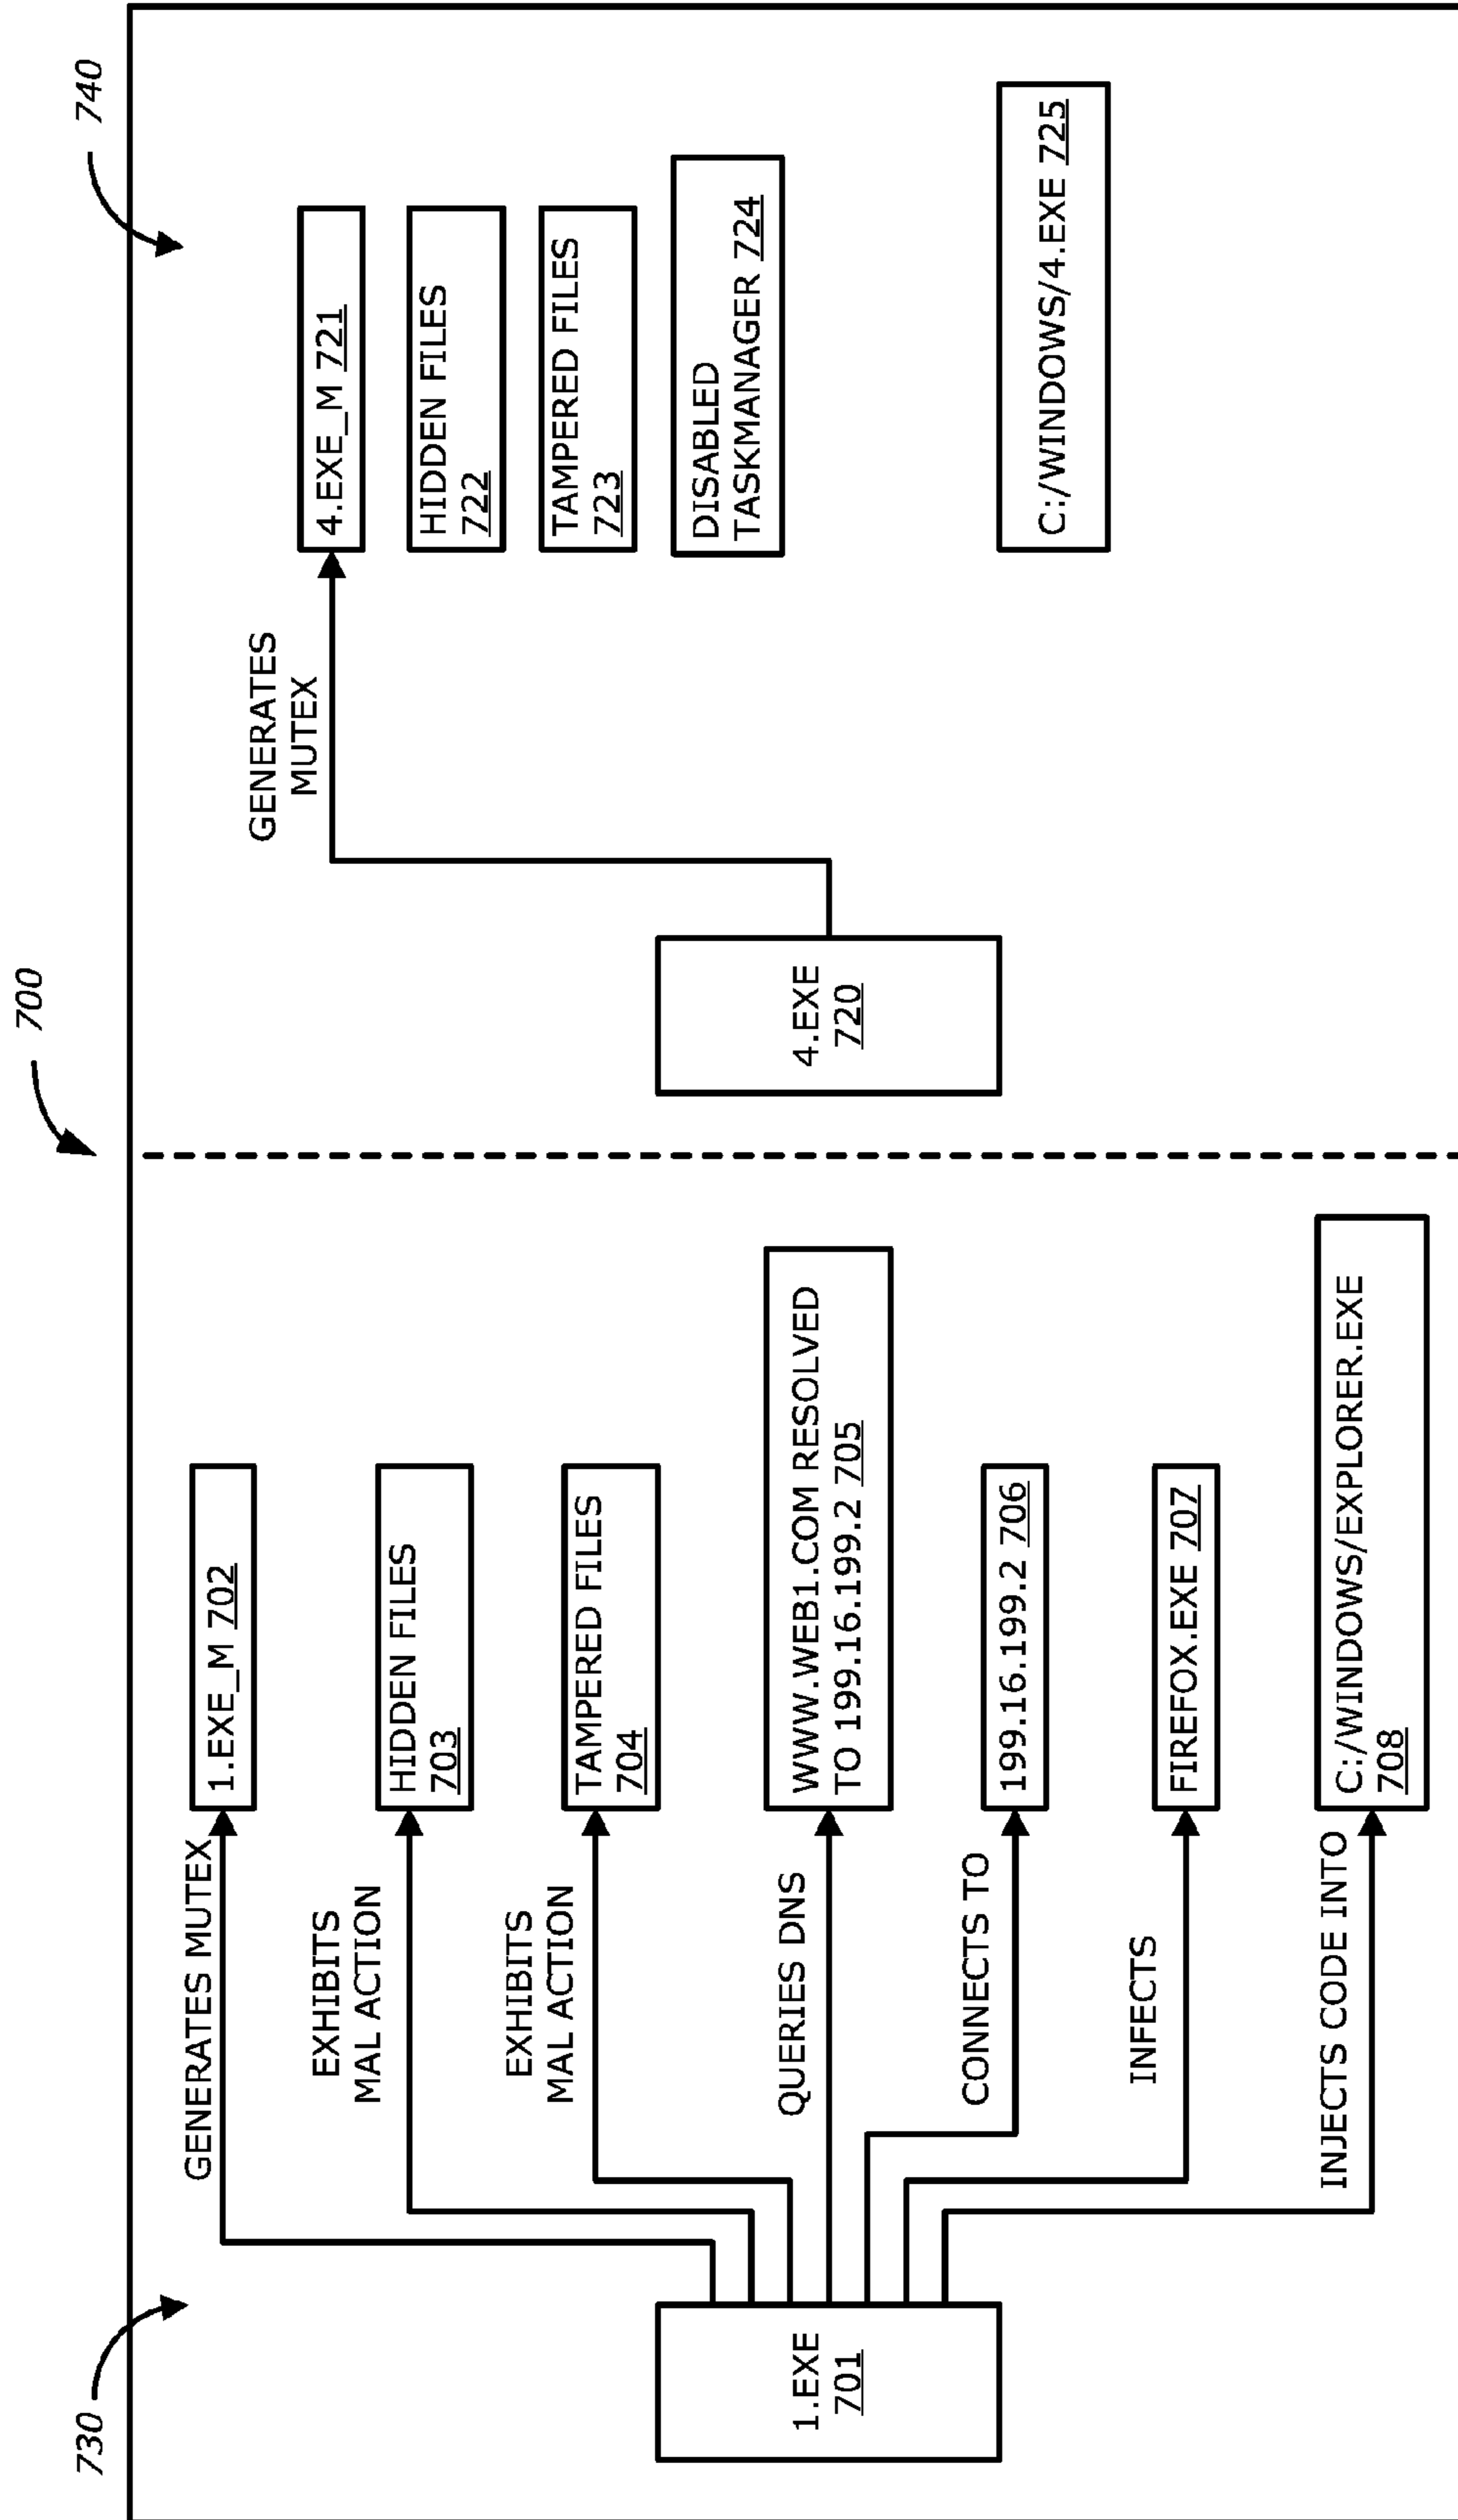 700
730
740
GENERATES MUTEX
1.EXE_M 702
EXHIBITS
MAL ACTION
HIDDEN FILES
703
EXHIBITS
MAL ACTION
TAMPERED FILES
704
1.EXE
701
QUERIES DNS
WWW.WEB1.COM RESOLVED
TO 199.16.199.2 705
CONNECTS TO
199.16.199.2 706
INFECTS
FIREFOX.EXE 707
INJECTS CODE INTO
C:/WINDOWS/EXPLORER.EXE
708
GENERATES
MUTEX
4.EXE_M 721
HIDDEN FILES
722
TAMPERED FILES
723
DISABLED
TASKMANAGER 724
4.EXE
720
C:/WINDOWS/4.EXE 725